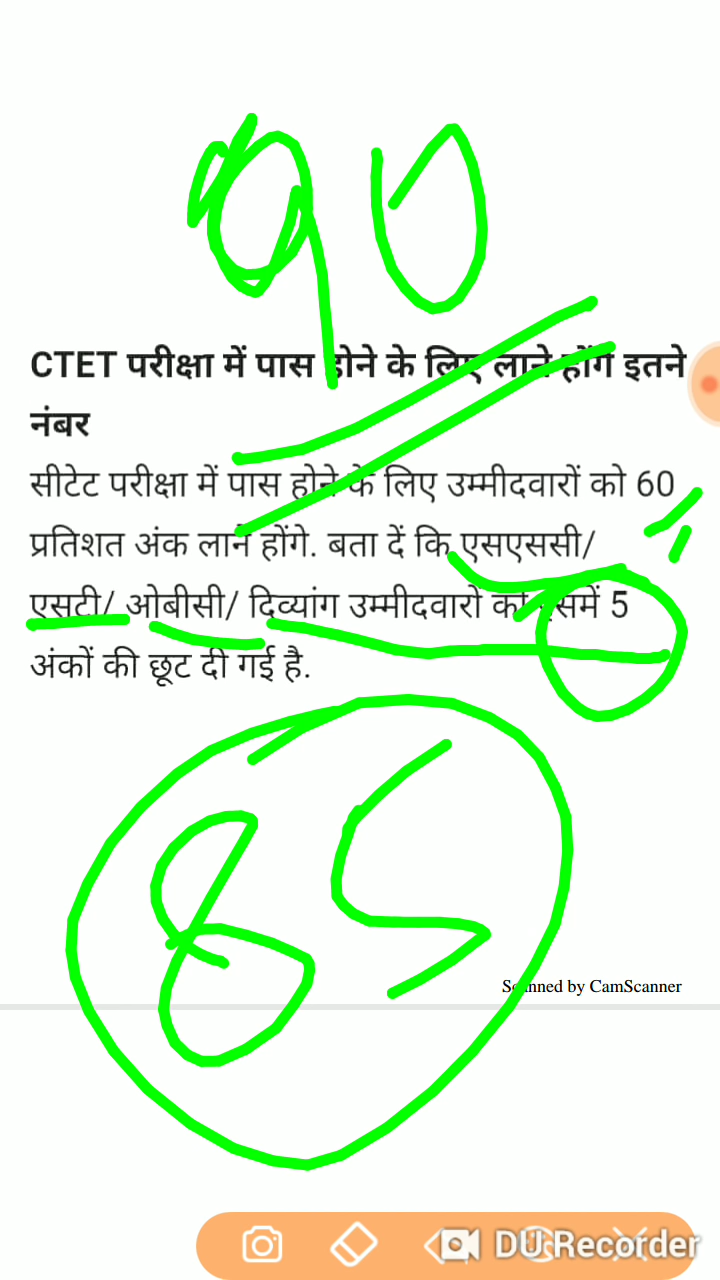 90
CTET परीक्षा में पास होने के लिए लाने होंगे इतने
नंबर
सीटेट परीक्षा में पास होने के लिए उम्मीदवारों को 60
प्रतिशत अंक लाने होंगे. बता दें कि एसएससी/
एसटी/ ओबीसी/ दिव्यांग उम्मीदवारों को इसमें 5
अंकों की छूट दी गई है.
85
Scanned by CamScanner
DU Recorder